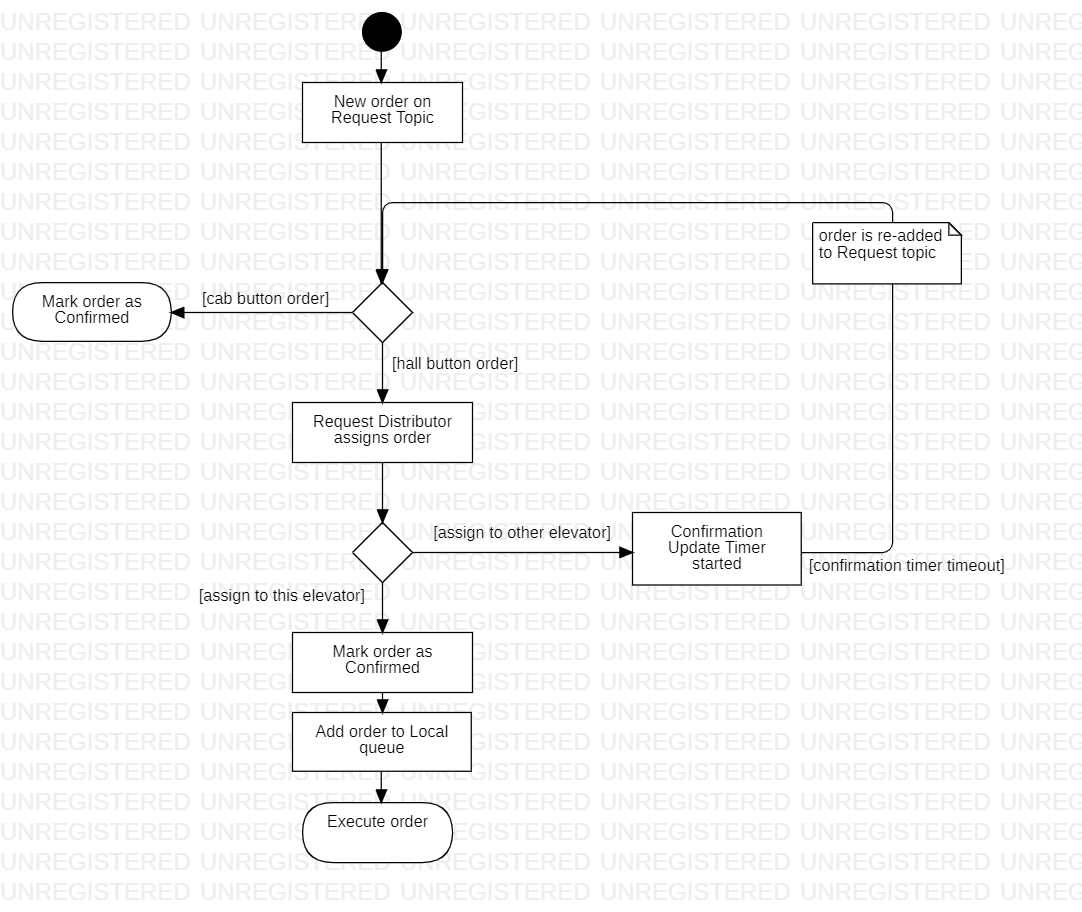 New order on
Request Topic
order is re-added
to Request topic
Mark order as
Confirmed
[cab button order]
[hall button order]
Request Distributor
assigns order
[assign to other elevator]
Confirmation
Update Timer
started
[confirmation timer timeout]
[assign to this elevator]
Mark order as
Confirmed
Add order to Local
queue
Execute order
UNREGISTERED